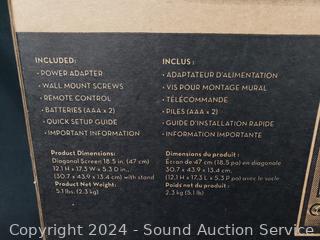 INCLUDED:
• POWER ADAPTER
• WALL MOUNT SCREWS
• REMOTE CONTROL
• BATTERIES (AAA x 2)
• QUICK SETUP GUIDE
• IMPORTANT INFORMATION
Product Dimensions:
Diagonal Screen 18.5 in. (47 cm)
12.1 H x 17.3 W x 5.3 D in.,
(30.7 x 43.9 x 13.4 cm) with stand
Product Net Weight:
5.1 lbs. (2.3 kg)
INCLUS :
• ADAPTATEUR D'ALIMENTATION
• VIS POUR MONTAGE MURAL
• TÉLÉCOMMANDE
• PILES (AAA x 2)
• GUIDE D'INSTALLATION RAPIDE
• INFORMATION IMPORTANTE
Dimensions du produit :
Écran de 47 cm (18.5 po) en diagonale
30.7 x 43.9 x 13.4 cm,
(12.1 H x 17.3 L x 5.3 P po) avec le socle
Poids net du produit :
2.3 kg (5.1 lb)
Copyright 2024 - Sound Auction Service